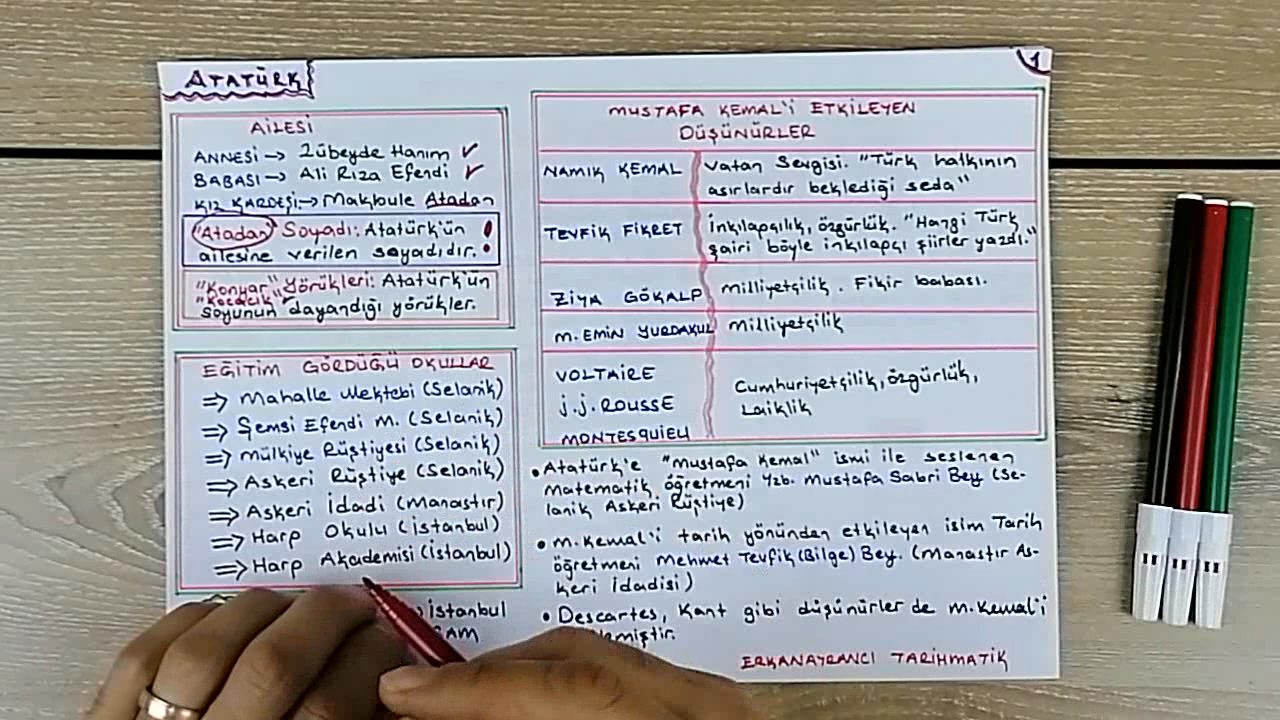 ATATÜRK
1
AİLESİ
ANNESİ → Zübeyde Hanım ✓
BABASI → Ali Rıza Efendi ✓
KIZ KARDEŞİ → Makbule Atadan
"Atadan" Soyadı: Atatürk'ün !
ailesine verilen soyadıdır.
"Konyar" Yörükleri: Atatürk'ün
"Kocacık"
soyunun dayandığı yörükler.
EĞİTİM GÖRDÜĞÜ OKULLAR
⇒ Mahalle Mektebi (Selanik)
⇒ Şemsi Efendi M. (Selanik)
⇒ Mülkiye Rüştiyesi (Selanik)
⇒ Askeri Rüştiye (Selanik)
⇒ Askeri İdadi (Manastır)
⇒ Harp Okulu (İstanbul)
⇒ Harp Akademisi (İstanbul)
İstanbul
MUSTAFA KEMAL'İ ETKİLEYEN
DÜŞÜNÜRLER
NAMIK KEMAL
Vatan Sevgisi. "Türk halkının
asırlardır beklediği seda"
TEVFİK FİKRET
İnkılapçılık, özgürlük. "Hangi Türk
şairi böyle inkılapçı şiirler yazdı."
ZİYA GÖKALP
Milliyetçilik. Fikir babası.
M. EMİN YURDAKUL
Milliyetçilik
VOLTAIRE
J.J. ROUSSE
MONTESQUİEU
Cumhuriyetçilik, özgürlük,
Laiklik
• Atatürk'e "Mustafa Kemal" ismi ile seslenen
Matematik öğretmeni Yzb. Mustafa Sabri Bey (Se-
lanik Askeri Rüştiye)
• M. Kemal'i tarih yönünden etkileyen isim Tarih
öğretmeni Mehmet Tevfik (Bilge) Bey. (Manastır As-
keri İdadisi)
• Descartes, Kant gibi düşünürler de M. Kemal'i
ERKANAYRANCI TARİHMATİK